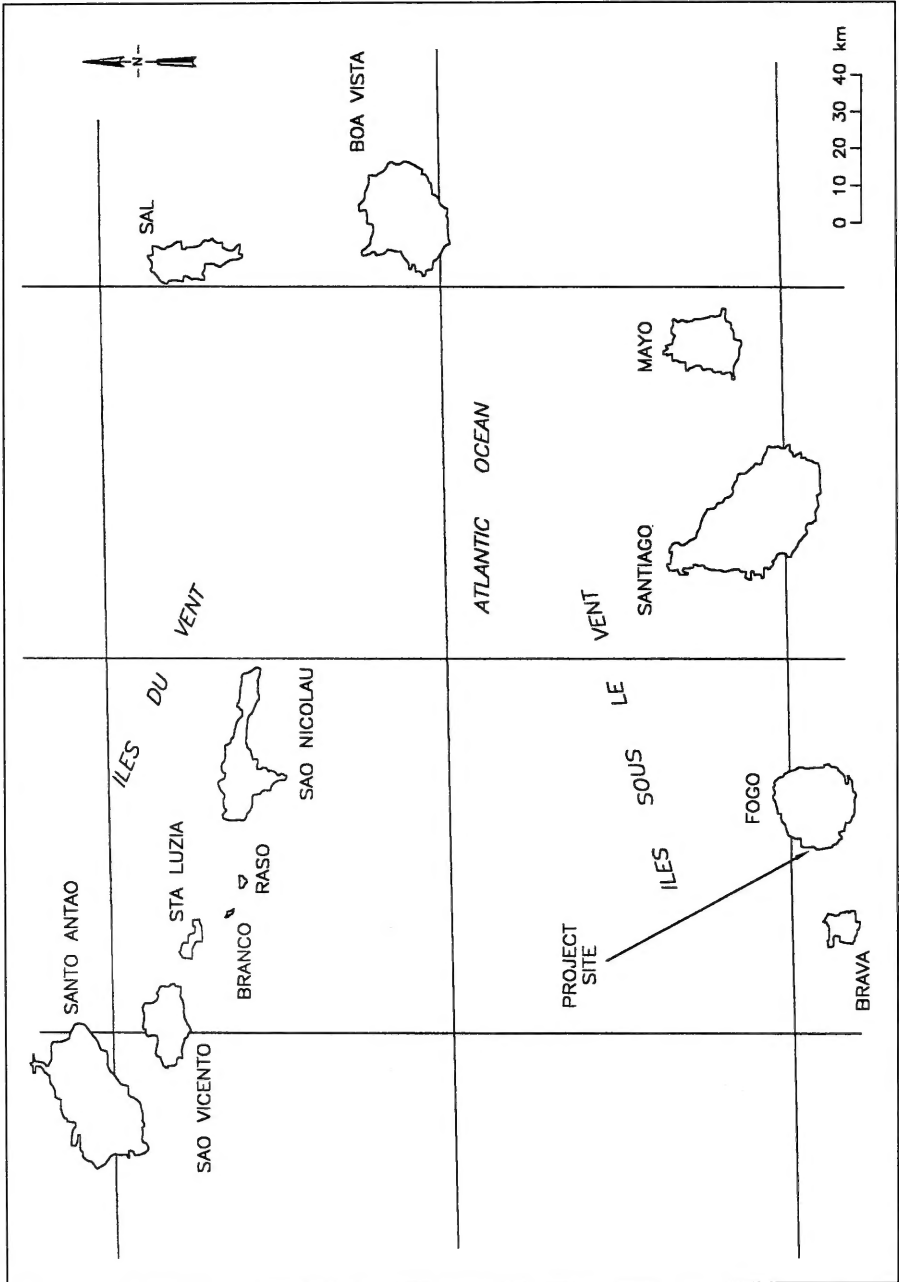 SANTO ANTAO
SAO VICENTO
STA LUZIA
BRANCO
RASO
SAO NICOLAU
ILES DU VENT
SAL
BOA VISTA
-N-
ATLANTIC OCEAN
ILES SOUS LE VENT
PROJECT
SITE
BRAVA
FOGO
SANTIAGO
MAYO
0 10 20 30 40 km